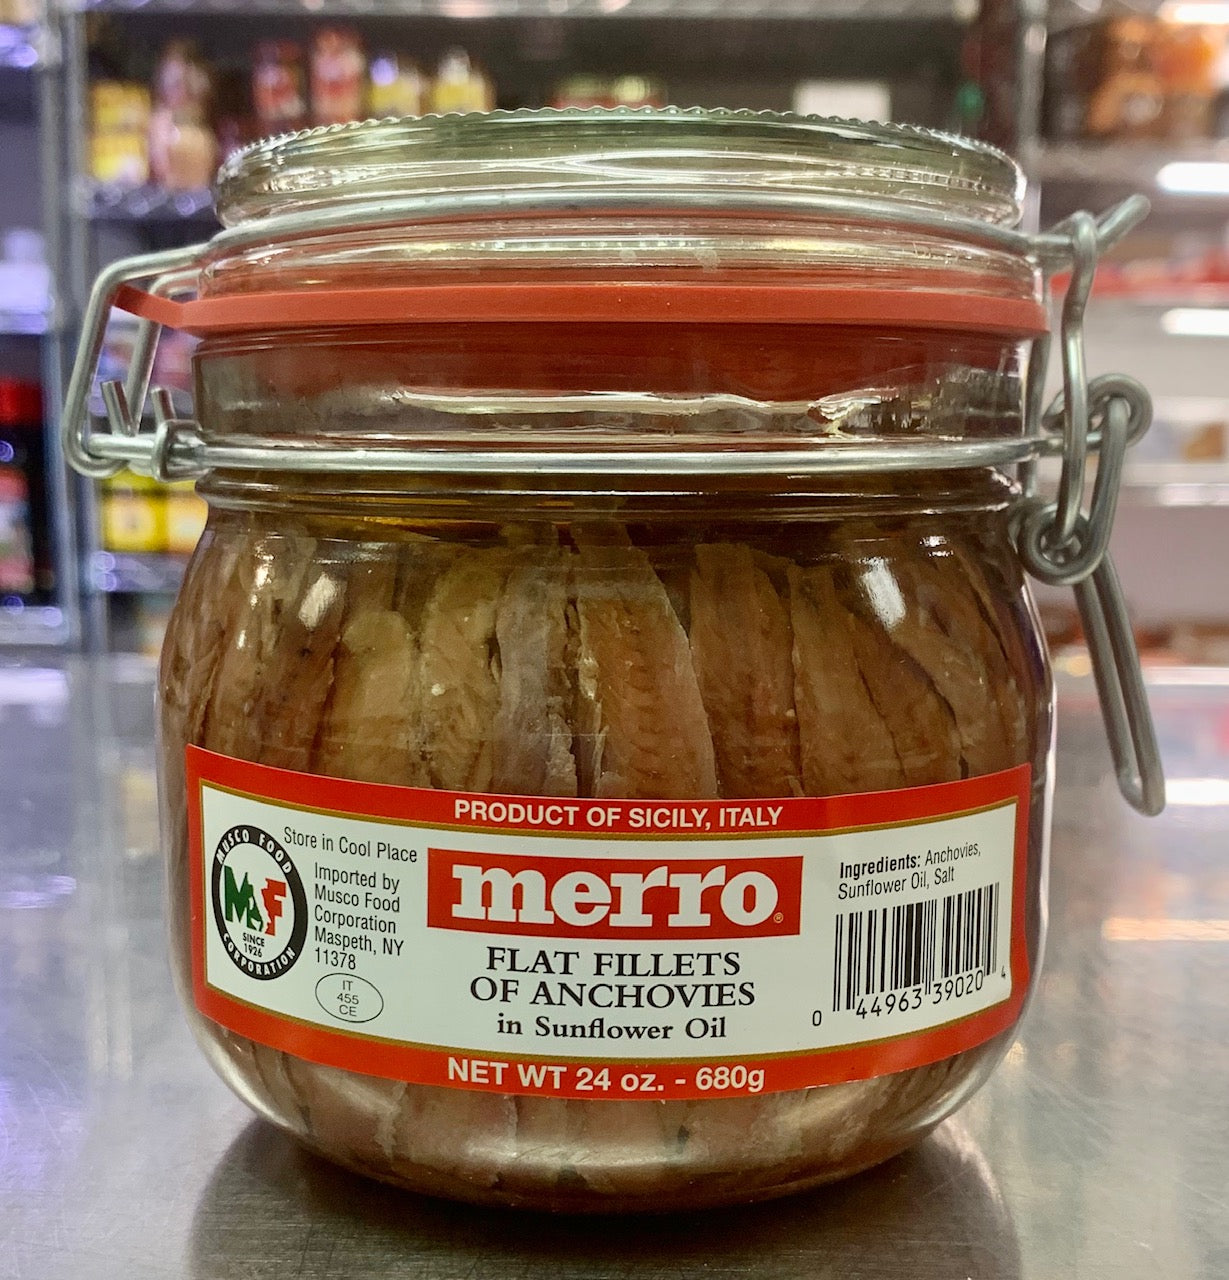 PRODUCT OF SICILY, ITALY
MUSCO FOOD
MSF
SINCE
1926
CORPORATION
Store in Cool Place
Imported by
Musco Food
Corporation
Maspeth, NY
11378
IT
455
CE
merro®
FLAT FILLETS
OF ANCHOVIES
in Sunflower Oil
Ingredients: Anchovies,
Sunflower Oil, Salt
0 44963 39020 4
NET WT 24 oz. - 680g